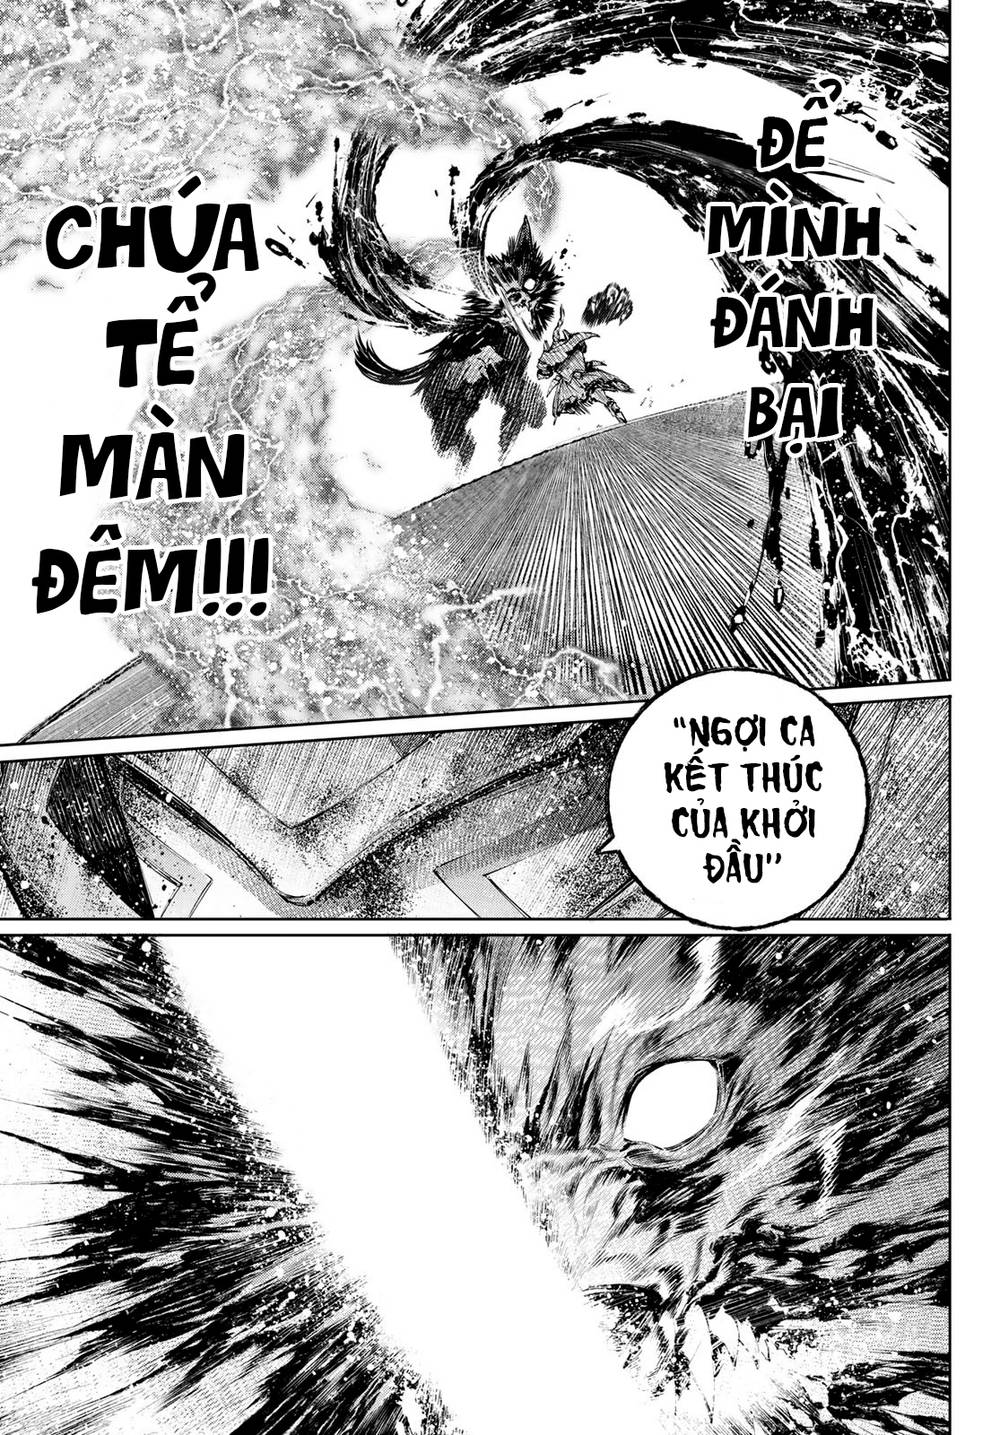 ĐỂ
MÌNH
ĐÁNH
BẠI
CHÚA
TỂ
MÀN
ĐÊM!!!
"NGỢI CA
KẾT THÚC
CỦA KHỞI
ĐẦU"